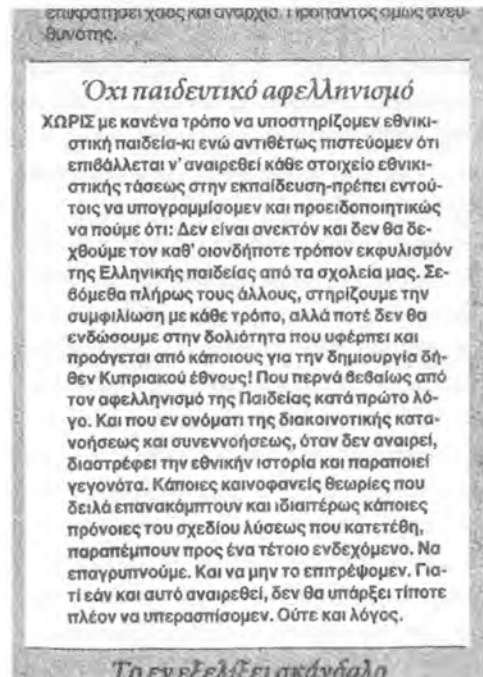 επικρατήσει χάος και αναρχία. Προπάντος όμως ανευ-
θυνότης.
Όχι παιδευτικό αφελληνισμό
ΧΩΡΙΣ με κανένα τρόπο να υποστηρίζομεν εθνικι-
στική παιδεία-κι ενώ αντιθέτως πιστεύομεν ότι
επιβάλλεται ν' αναιρεθεί κάθε στοιχείο εθνικι-
στικής τάσεως στην εκπαίδευση-πρέπει εντού-
τοις να υπογραμμίσομεν και προειδοποιητικώς
να πούμε ότι: Δεν είναι ανεκτόν και δεν θα δε-
χθούμε τον καθ' οιονδήποτε τρόπον εκφυλισμόν
της Ελληνικής παιδείας από τα σχολεία μας. Σε-
βόμεθα πλήρως τους άλλους, στηρίζουμε την
συμφιλίωση με κάθε τρόπο, αλλά ποτέ δεν θα
ενδώσουμε στην δολιότητα που υφέρπει και
προάγεται από κάποιους για την δημιουργία δή-
θεν Κυπριακού έθνους! Που περνά βεβαίως από
τον αφελληνισμό της Παιδείας κατά πρώτο λό-
γο. Και που εν ονόματι της διακοινοτικής κατα-
νοήσεως και συνεννοήσεως, όταν δεν αναιρεί,
διαστρέφει την εθνικήν ιστορία και παραποιεί
γεγονότα. Κάποιες καινοφανείς θεωρίες που
δειλά επανακάμπτουν και ιδιαιτέρως κάποιες
πρόνοιες του σχεδίου λύσεως που κατετέθη,
παραπέμπουν προς ένα τέτοιο ενδεχόμενο. Να
επαγρυπνούμε. Και να μην το επιτρέψομεν. Για-
τί εάν και αυτό αναιρεθεί, δεν θα υπάρξει τίποτε
πλέον να υπερασπίσομεν. Ούτε και λόγος.
Το εν εξελίξει σκάνδαλο